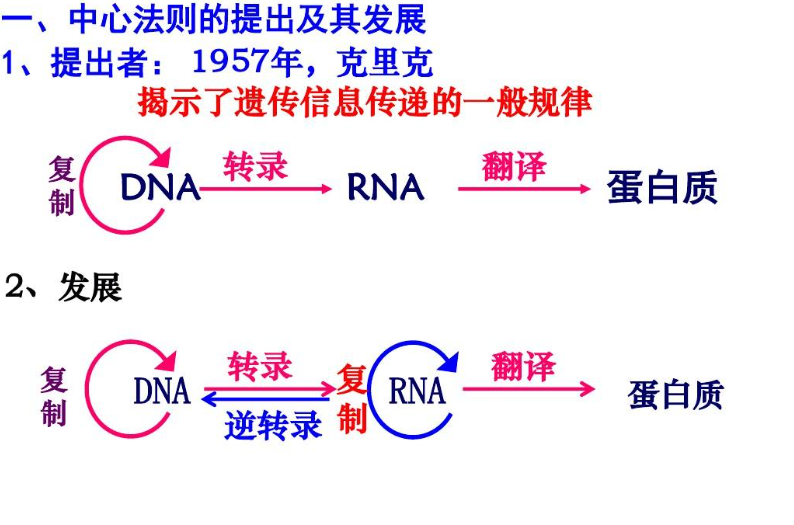 一、中心法则的提出及其发展
1、提出者： 1957年，克里克
揭示了遗传信息传递的一般规律
复制 DNA 转录 RNA 翻译 蛋白质
2、发展
复制 DNA 转录 逆转录 复制 RNA 翻译 蛋白质